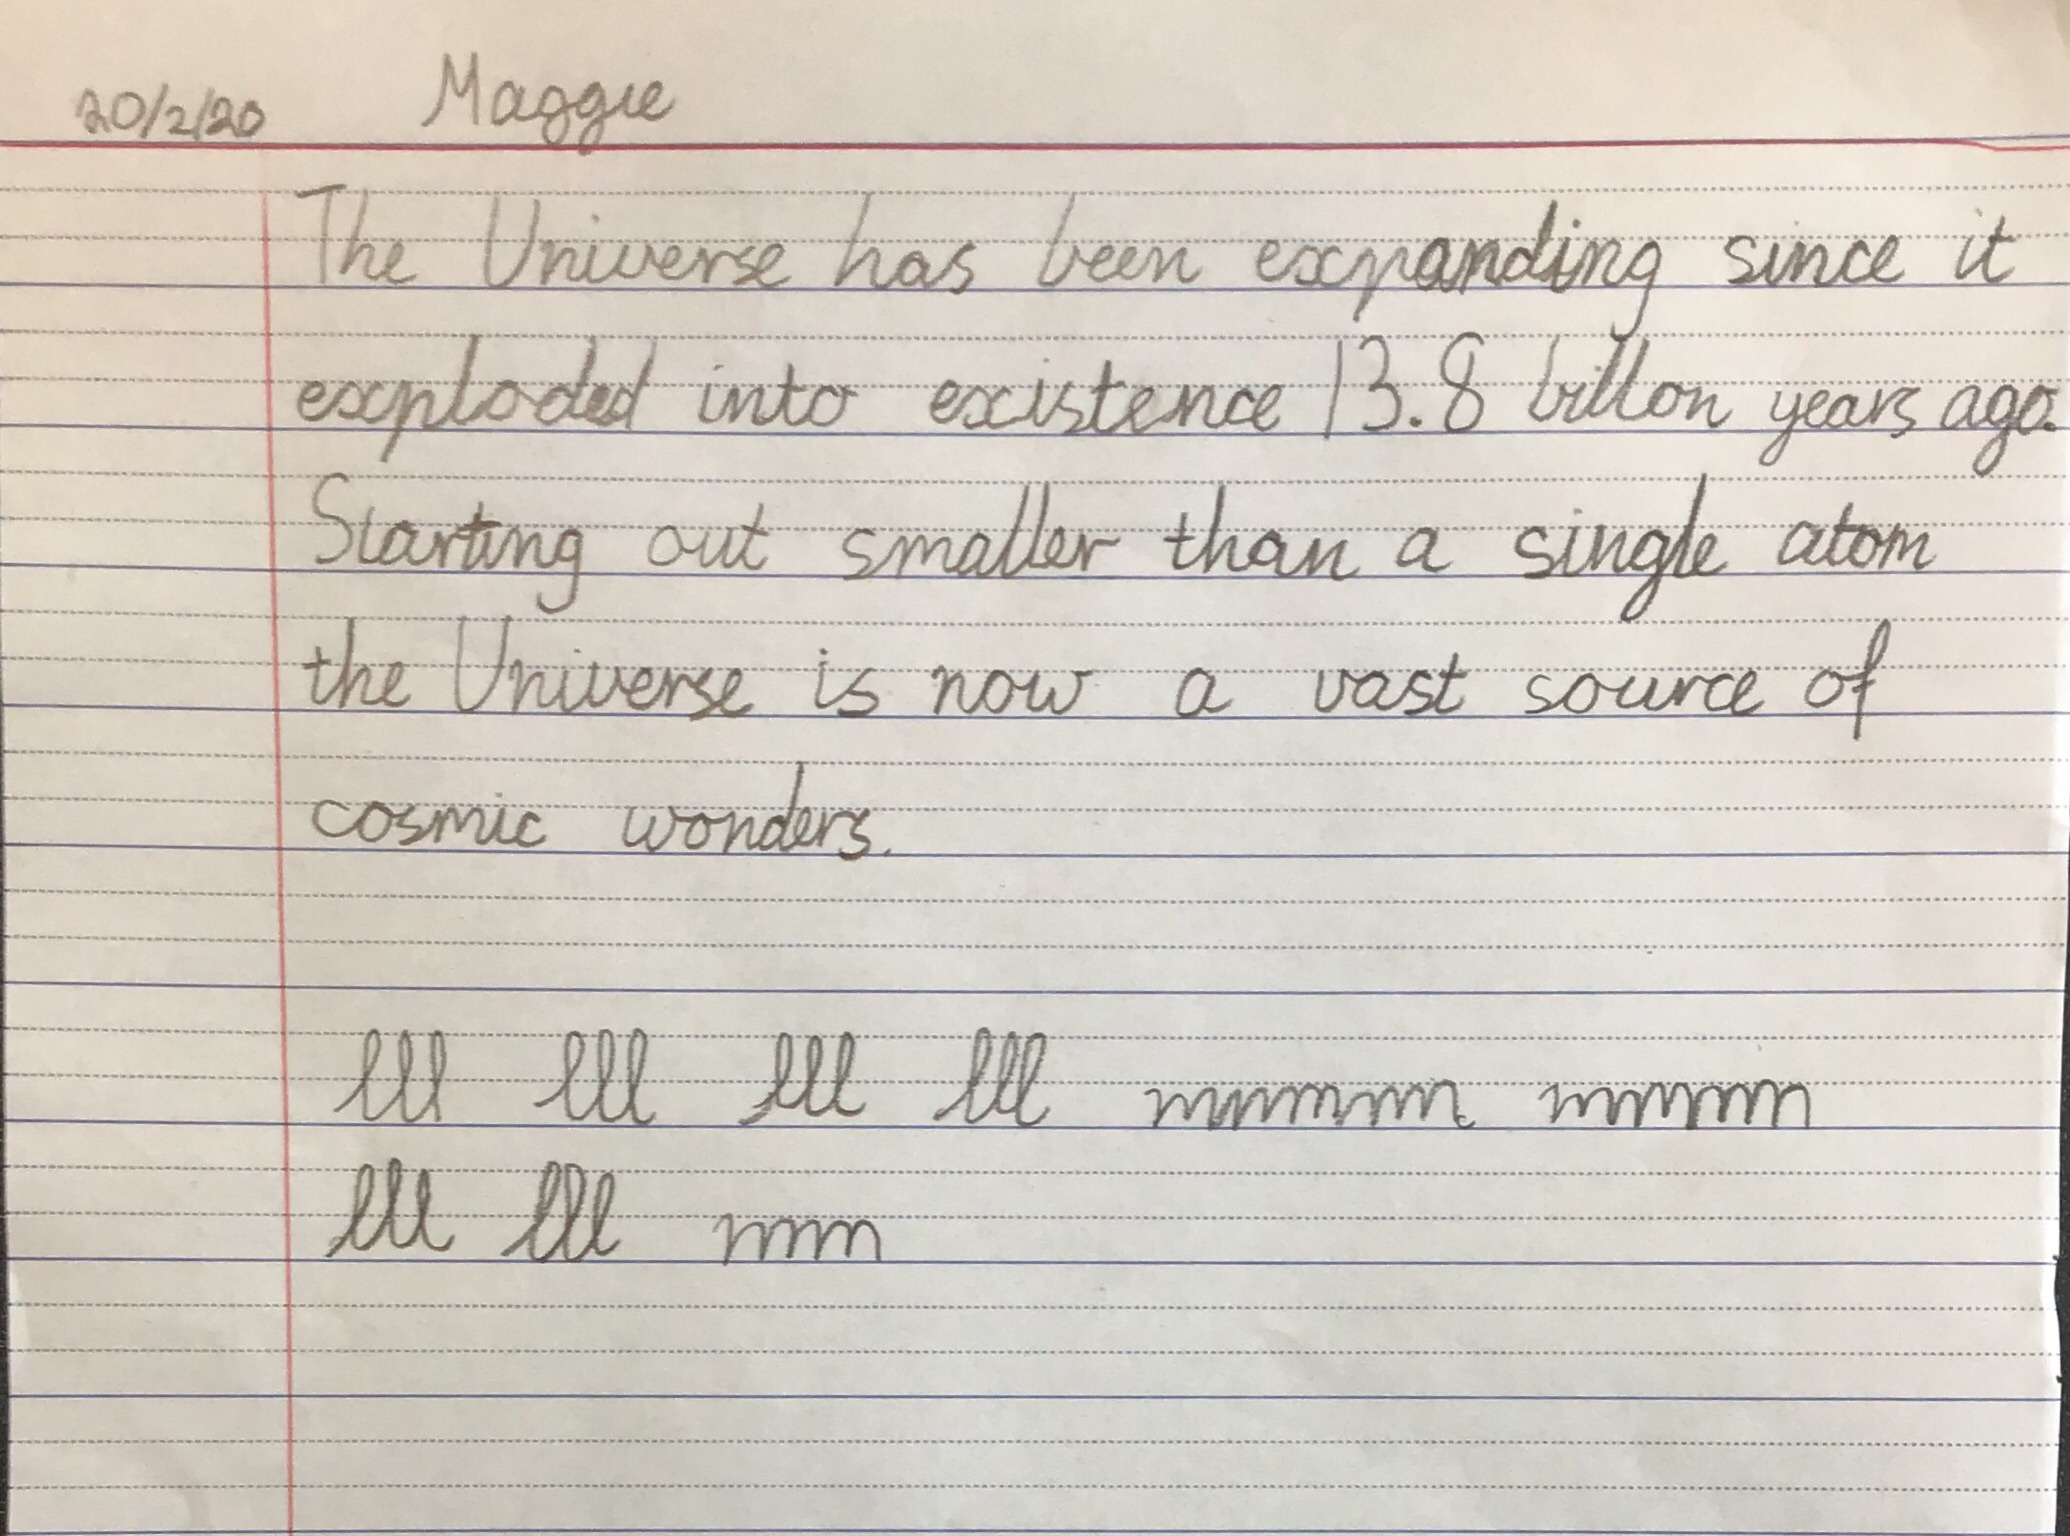 20/2/20 Maggie
The Universe has been expanding since it
exploded into existence 13.8 billon years ago.
Starting out smaller than a single atom
the Universe is now a vast source of
cosmic wonders.
lll lll lll lll mmmmm mmmm
lll lll mm